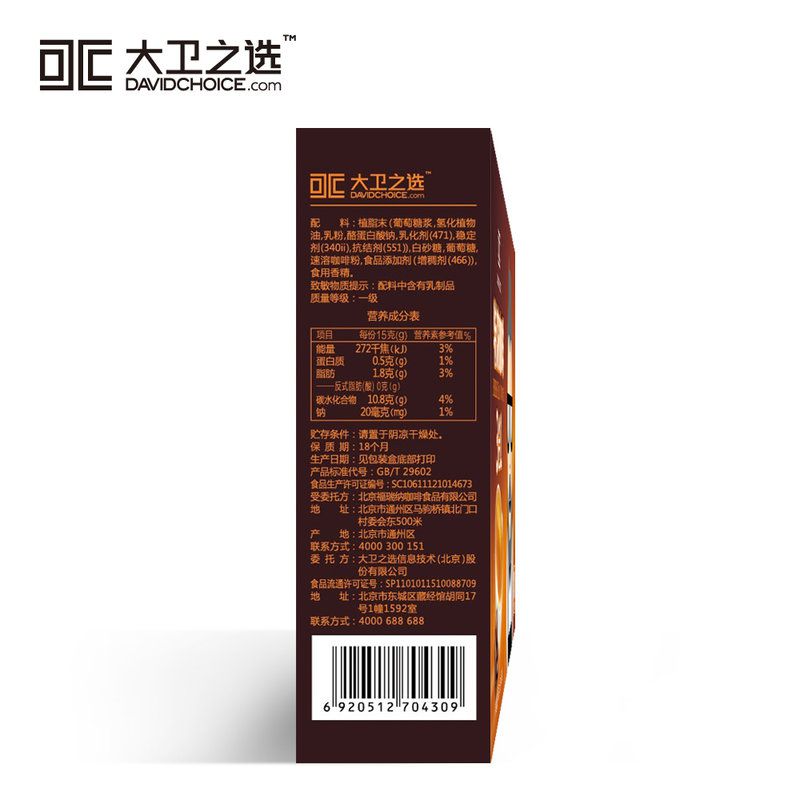 大卫之选™
DAVIDCHOICE.com
大卫之选™
DAVIDCHOICE.com
配 料：植脂末（葡萄糖浆,氢化植物
油,乳粉,酪蛋白酸钠,乳化剂(471),稳定
剂(340ii),抗结剂(551)),白砂糖,葡萄糖,
速溶咖啡粉,食品添加剂（增稠剂(466)),
食用香精。
致敏物质提示：配料中含有乳制品
质量等级：一级
营养成分表
项目 每份15克(g) 营养素参考值%
能量 272千焦(kJ) 3%
蛋白质 0.5克(g) 1%
脂肪 1.8克(g) 3%
——反式脂肪(酸) 0克(g)
碳水化合物 10.8克(g) 4%
钠 20毫克(mg) 1%
贮存条件：请置于阴凉干燥处。
保 质 期：18个月
生产日期：见包装盒底部打印
产品标准代号：GB/T 29602
食品生产许可证编号：SC10611121014673
受委托方：北京福瑞纳咖啡食品有限公司
地 址：北京市通州区马驹桥镇北门口
村委会东500米
产 地：北京市通州区
联系方式：4000 300 151
委 托 方：大卫之选信息技术（北京）股
份有限公司
食品流通许可证号：SP1101011510088709
地 址：北京市东城区藏经馆胡同17
号1幢1592室
联系方式：4000 688 688
6 920512 704309